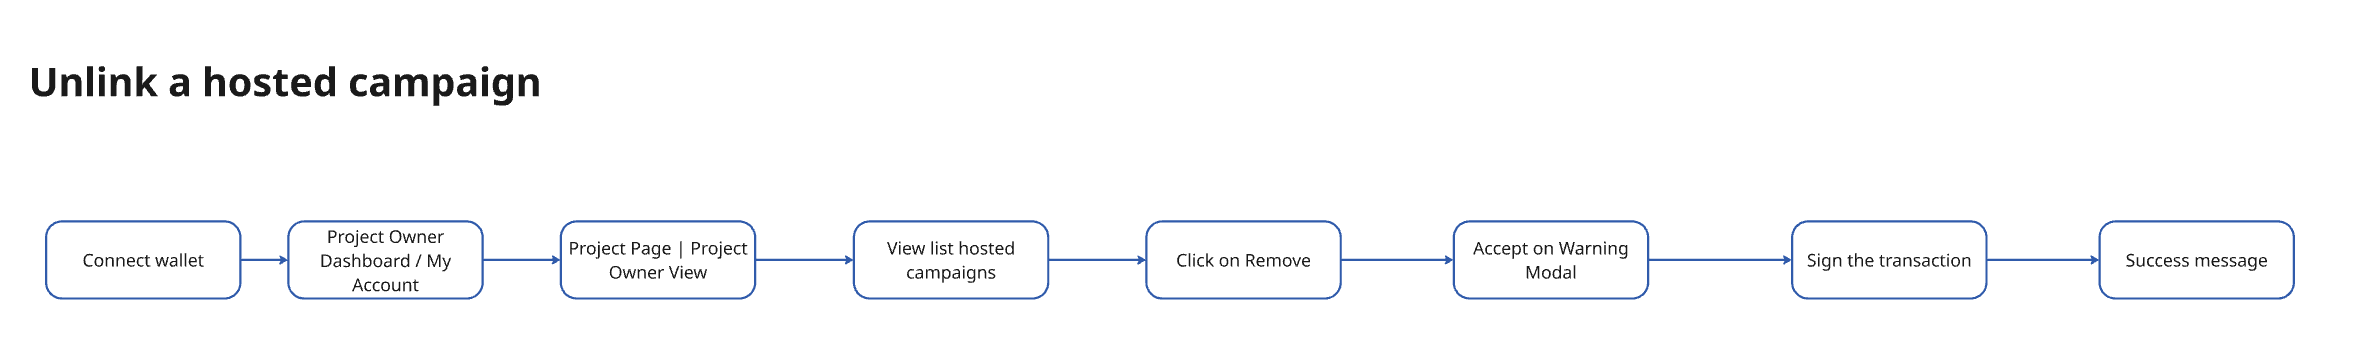 Unlink a hosted campaign
Connect wallet
Project Owner
Dashboard / My
Account
Project Page | Project
Owner View
View list hosted
campaigns
Click on Remove
Accept on Warning
Modal
Sign the transaction
Success message